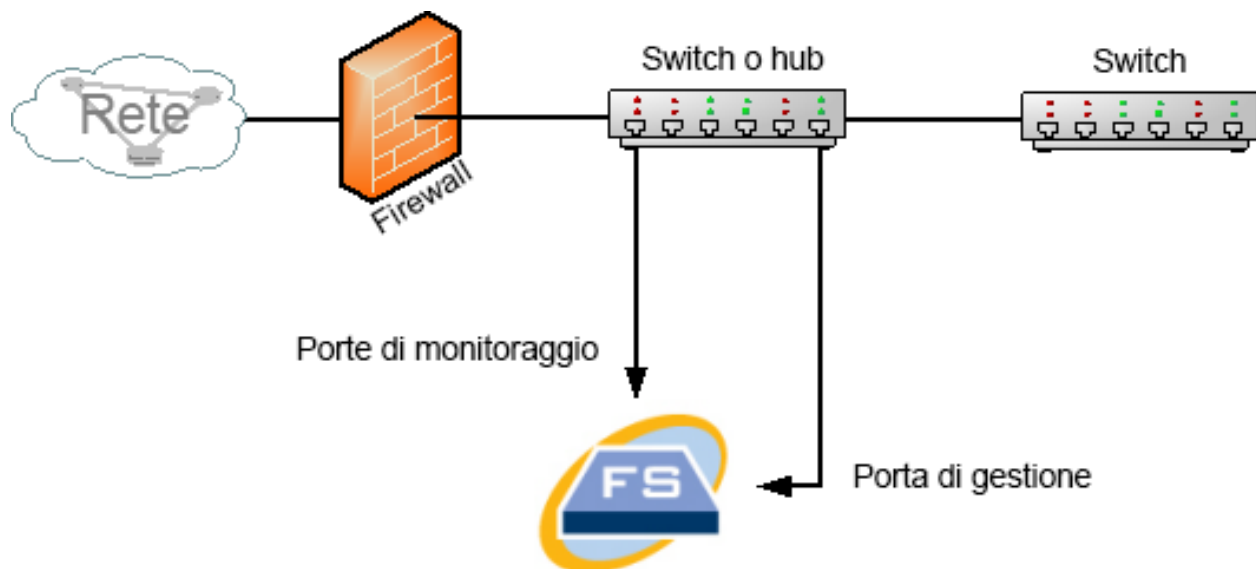 Switch o hub
Switch
Rete
Firewall
Porte di monitoraggio
Porta di gestione
FS